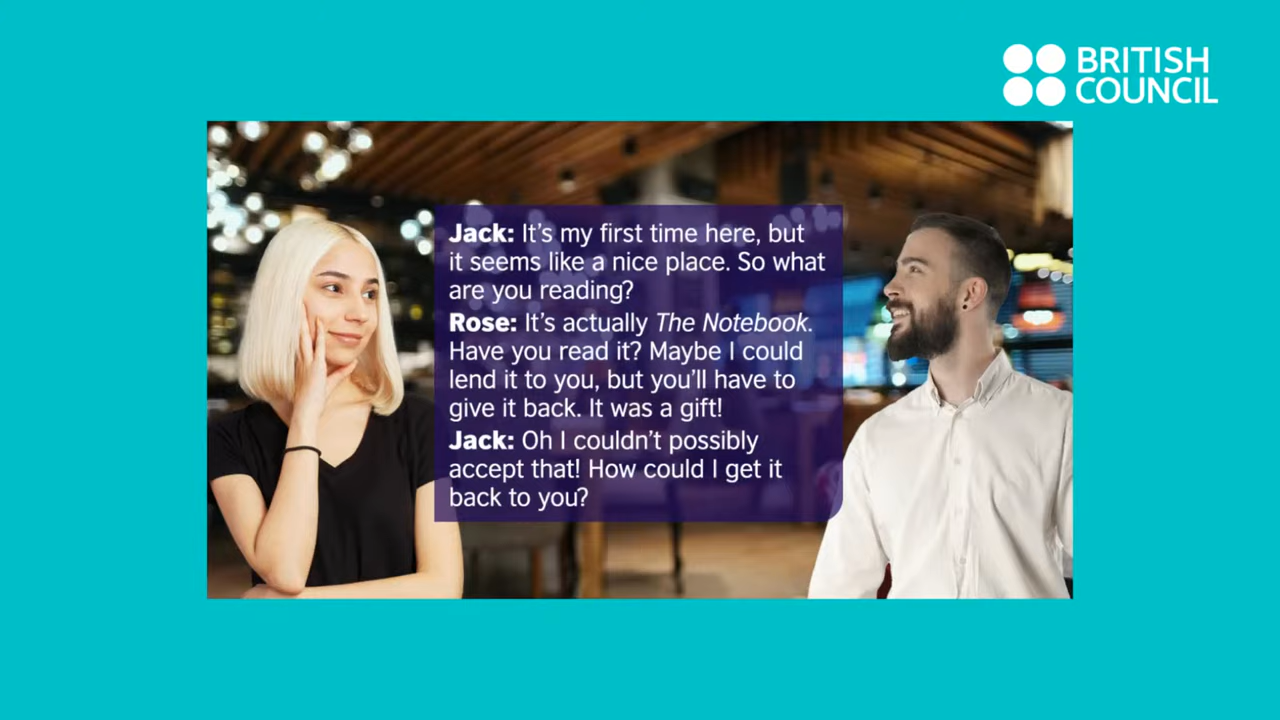 BRITISH
COUNCIL
Jack: It’s my first time here, but
it seems like a nice place. So what
are you reading?
Rose: It’s actually The Notebook.
Have you read it? Maybe I could
lend it to you, but you’ll have to
give it back. It was a gift!
Jack: Oh I couldn’t possibly
accept that! How could I get it
back to you?